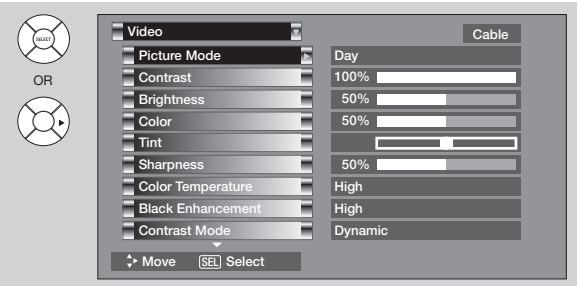 SELECT
OR
Video
Cable
Picture Mode Day
Contrast 100%
Brightness 50%
Color 50%
Tint
Sharpness 50%
Color Temperature High
Black Enhancement High
Contrast Mode Dynamic
Move SEL Select